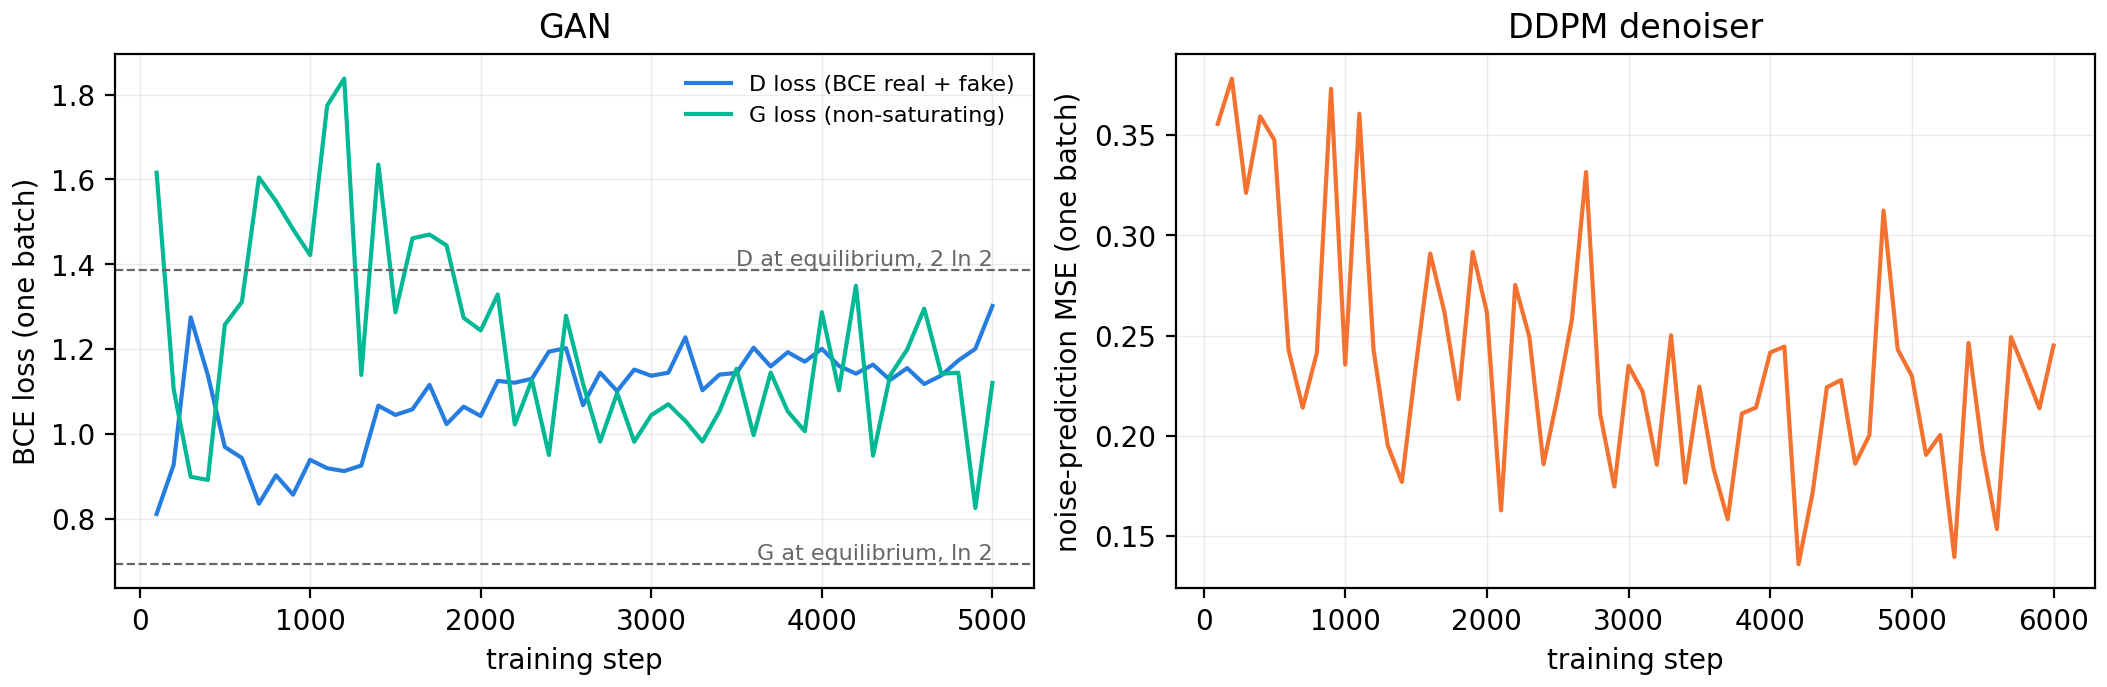 GAN
BCE loss (one batch)
1.8
1.6
1.4
1.2
1.0
0.8
D loss (BCE real + fake)
G loss (non-saturating)
D at equilibrium, 2 ln 2
G at equilibrium, ln 2
0
1000
2000
3000
4000
5000
training step
DDPM denoiser
noise-prediction MSE (one batch)
0.35
0.30
0.25
0.20
0.15
0
1000
2000
3000
4000
5000
6000
training step